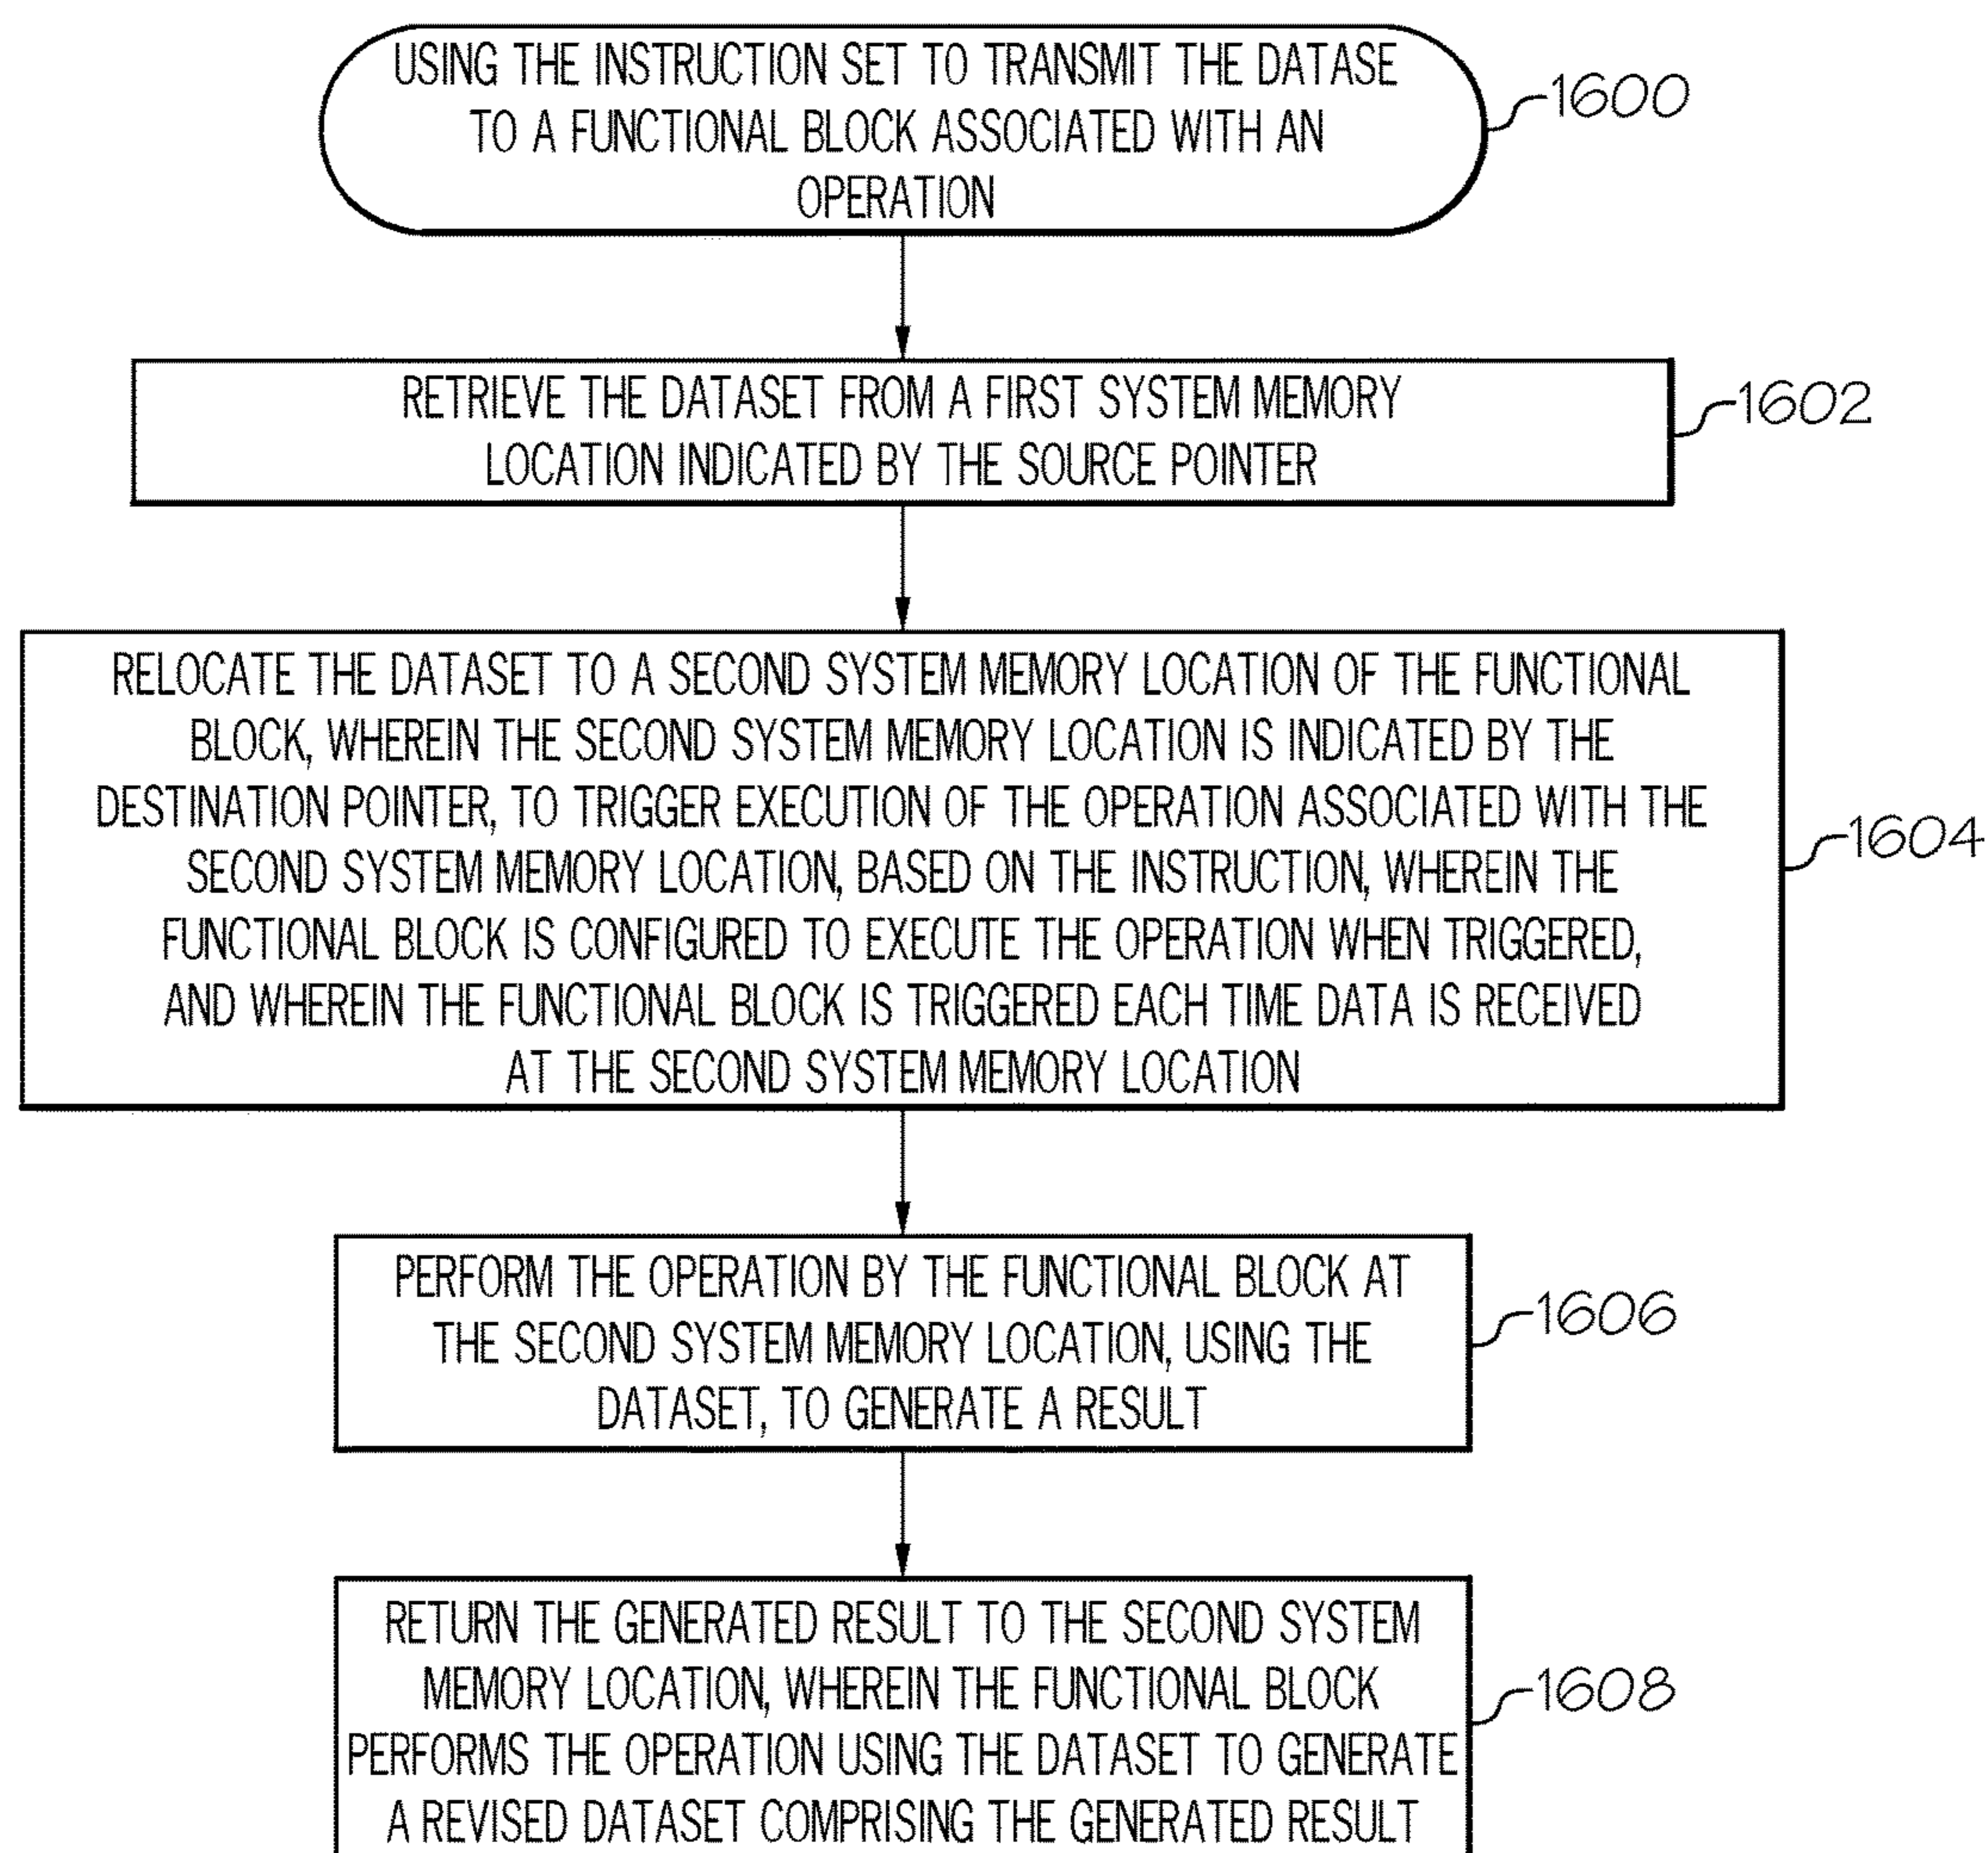 USING THE INSTRUCTION SET TO TRANSMIT THE DATASE
TO A FUNCTIONAL BLOCK ASSOCIATED WITH AN
OPERATION
1600
RETRIEVE THE DATASET FROM A FIRST SYSTEM MEMORY
LOCATION INDICATED BY THE SOURCE POINTER
1602
RELOCATE THE DATASET TO A SECOND SYSTEM MEMORY LOCATION OF THE FUNCTIONAL
BLOCK, WHEREIN THE SECOND SYSTEM MEMORY LOCATION IS INDICATED BY THE
DESTINATION POINTER, TO TRIGGER EXECUTION OF THE OPERATION ASSOCIATED WITH THE
SECOND SYSTEM MEMORY LOCATION, BASED ON THE INSTRUCTION, WHEREIN THE
FUNCTIONAL BLOCK IS CONFIGURED TO EXECUTE THE OPERATION WHEN TRIGGERED,
AND WHEREIN THE FUNCTIONAL BLOCK IS TRIGGERED EACH TIME DATA IS RECEIVED
AT THE SECOND SYSTEM MEMORY LOCATION
1604
PERFORM THE OPERATION BY THE FUNCTIONAL BLOCK AT
THE SECOND SYSTEM MEMORY LOCATION, USING THE
DATASET, TO GENERATE A RESULT
1606
RETURN THE GENERATED RESULT TO THE SECOND SYSTEM
MEMORY LOCATION, WHEREIN THE FUNCTIONAL BLOCK
PERFORMS THE OPERATION USING THE DATASET TO GENERATE
A REVISED DATASET COMPRISING THE GENERATED RESULT
1608